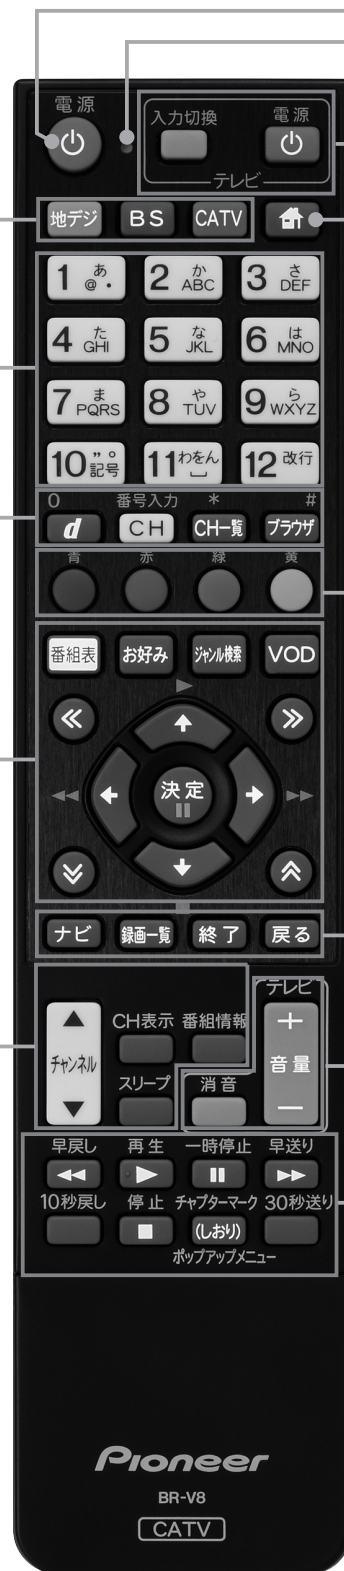 電源
入力切換 電源
テレビ
地デジ BS CATV
1 あ @ . 2 か ABC 3 さ DEF
4 た GHI 5 な JKL 6 は MNO
7 ま PQRS 8 や TUV 9 ら WXYZ
10 ゛゜ 記号 11 わをん 12 改行
0 番号入力 * #
d CH CH一覧 ブラウザ
青 赤 緑 黄
番組表 お好み ジャンル検索 VOD
決定
ナビ 録画一覧 終了 戻る
テレビ
CH表示 番組情報 +
チャンネル 音量
スリープ 消音 −
早戻し 再生 一時停止 早送り
10秒戻し 停止 チャプターマーク 30秒送り
(しおり)
ポップアップメニュー
Pioneer
BR-V8
CATV